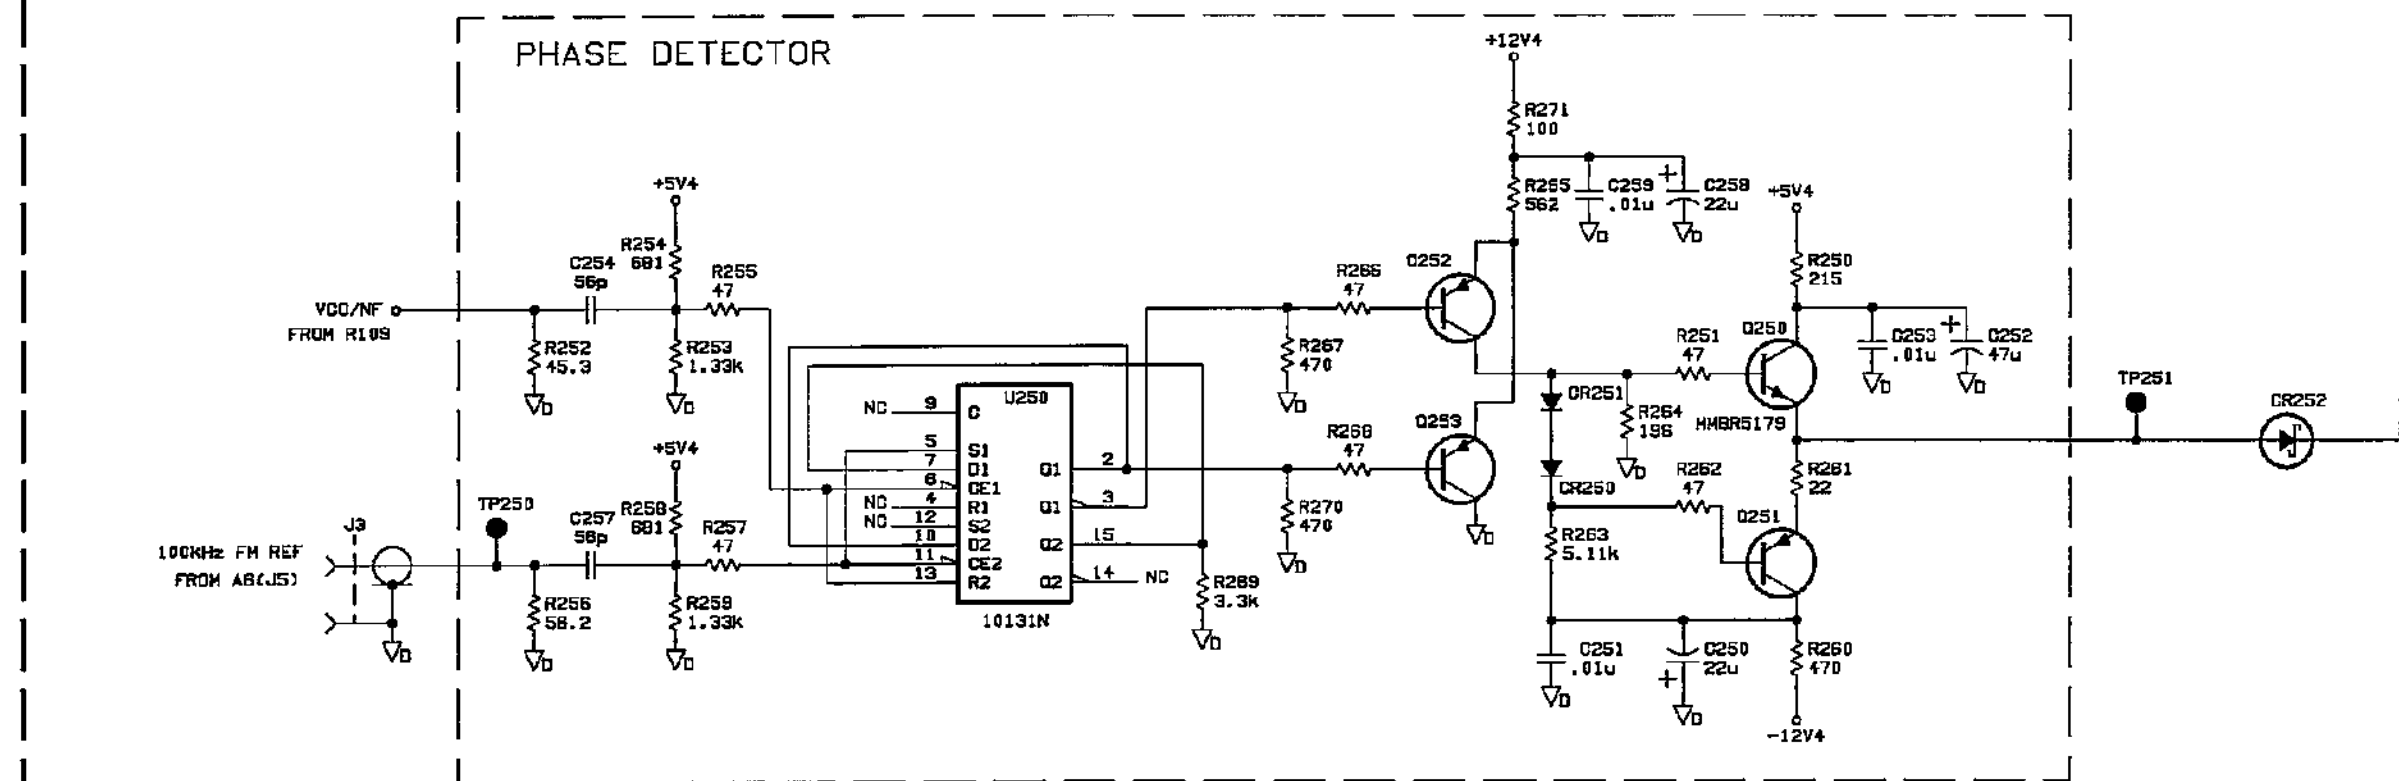 PHASE DETECTOR
+12V4
R271
100
R265
562
C259
.01u
+
C258
22u
D
D
+5V4
R250
215
C253
.01u
+
C252
47u
D
D
+5V4
R254
681
C254
56p
R255
47
VCO/NF
FROM R109
R252
45.3
R253
1.33k
D
D
Q252
R266
47
R267
470
D
R251
47
Q250
MMBR5179
CR251
R264
196
D
CR250
TP251
CR252
+5V4
TP250
J3
100kHz FM REF
FROM A8(J5)
C257
56p
R258
681
R257
47
R256
56.2
R259
1.33k
D
D
D
U250
NC 9 C
5 S1
7 D1
6 CE1
NC 4 R1
NC 12 S2
10 D2
11 CE2
13 R2
2 Q1
3 Q1
15 Q2
14 NC Q2
10131N
R269
3.3k
D
R268
47
Q253
R270
470
D
D
R262
47
R261
22
Q251
R263
5.11k
C251
.01u
C250
22u
+
D
D
R260
470
-12V4